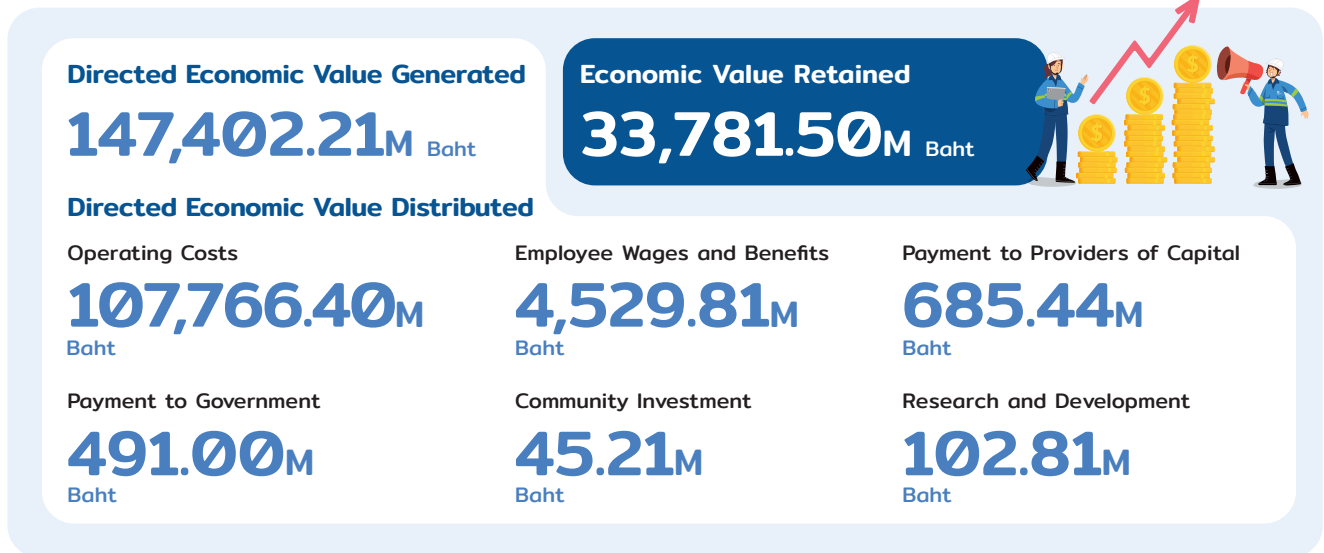 Directed Economic Value Generated
147,402.21M Baht
Economic Value Retained
33,781.50M Baht
Directed Economic Value Distributed
Operating Costs
107,766.40M
Baht
Employee Wages and Benefits
4,529.81M
Baht
Payment to Providers of Capital
685.44M
Baht
Payment to Government
491.00M
Baht
Community Investment
45.21M
Baht
Research and Development
102.81M
Baht